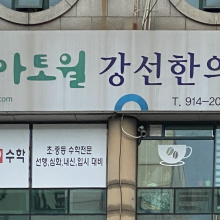 아토월 강선한의
com
T. 914-20
수학
초·중등 수학전문
선행,심화,내신,입시 대비